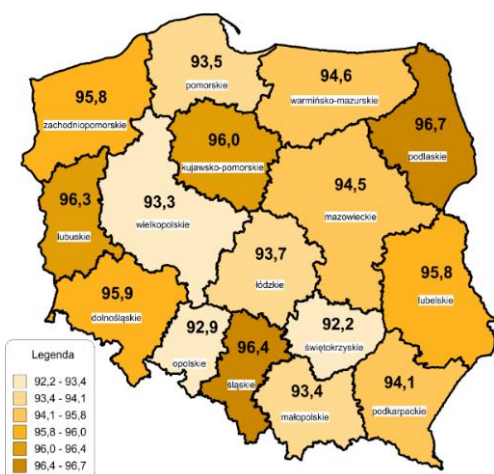 93,5
pomorskie
94,6
warmińsko-mazurskie
95,8
zachodniopomorskie
96,7
podlaskie
96,0
kujawsko-pomorskie
94,5
mazowieckie
96,3
lubuskie
93,3
wielkopolskie
93,7
łódzkie
95,8
lubelskie
95,9
dolnośląskie
92,9
opolskie
96,4
śląskie
92,2
świętokrzyskie
93,4
małopolskie
94,1
podkarpackie
Legenda
92,2 - 93,4
93,4 - 94,1
94,1 - 95,8
95,8 - 96,0
96,0 - 96,4
96,4 - 96,7